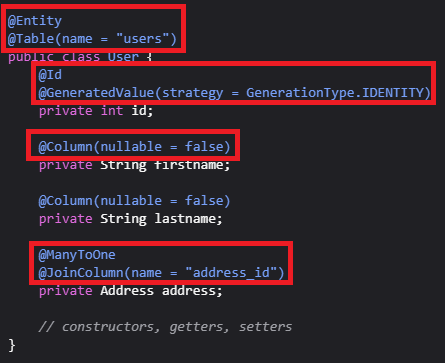 @Entity
@Table(name = "users")
public class User {
@Id
@GeneratedValue(strategy = GenerationType.IDENTITY)
private int id;
@Column(nullable = false)
private String firstname;
@Column(nullable = false)
private String lastname;
@ManyToOne
@JoinColumn(name = "address_id")
private Address address;
// constructors, getters, setters
}